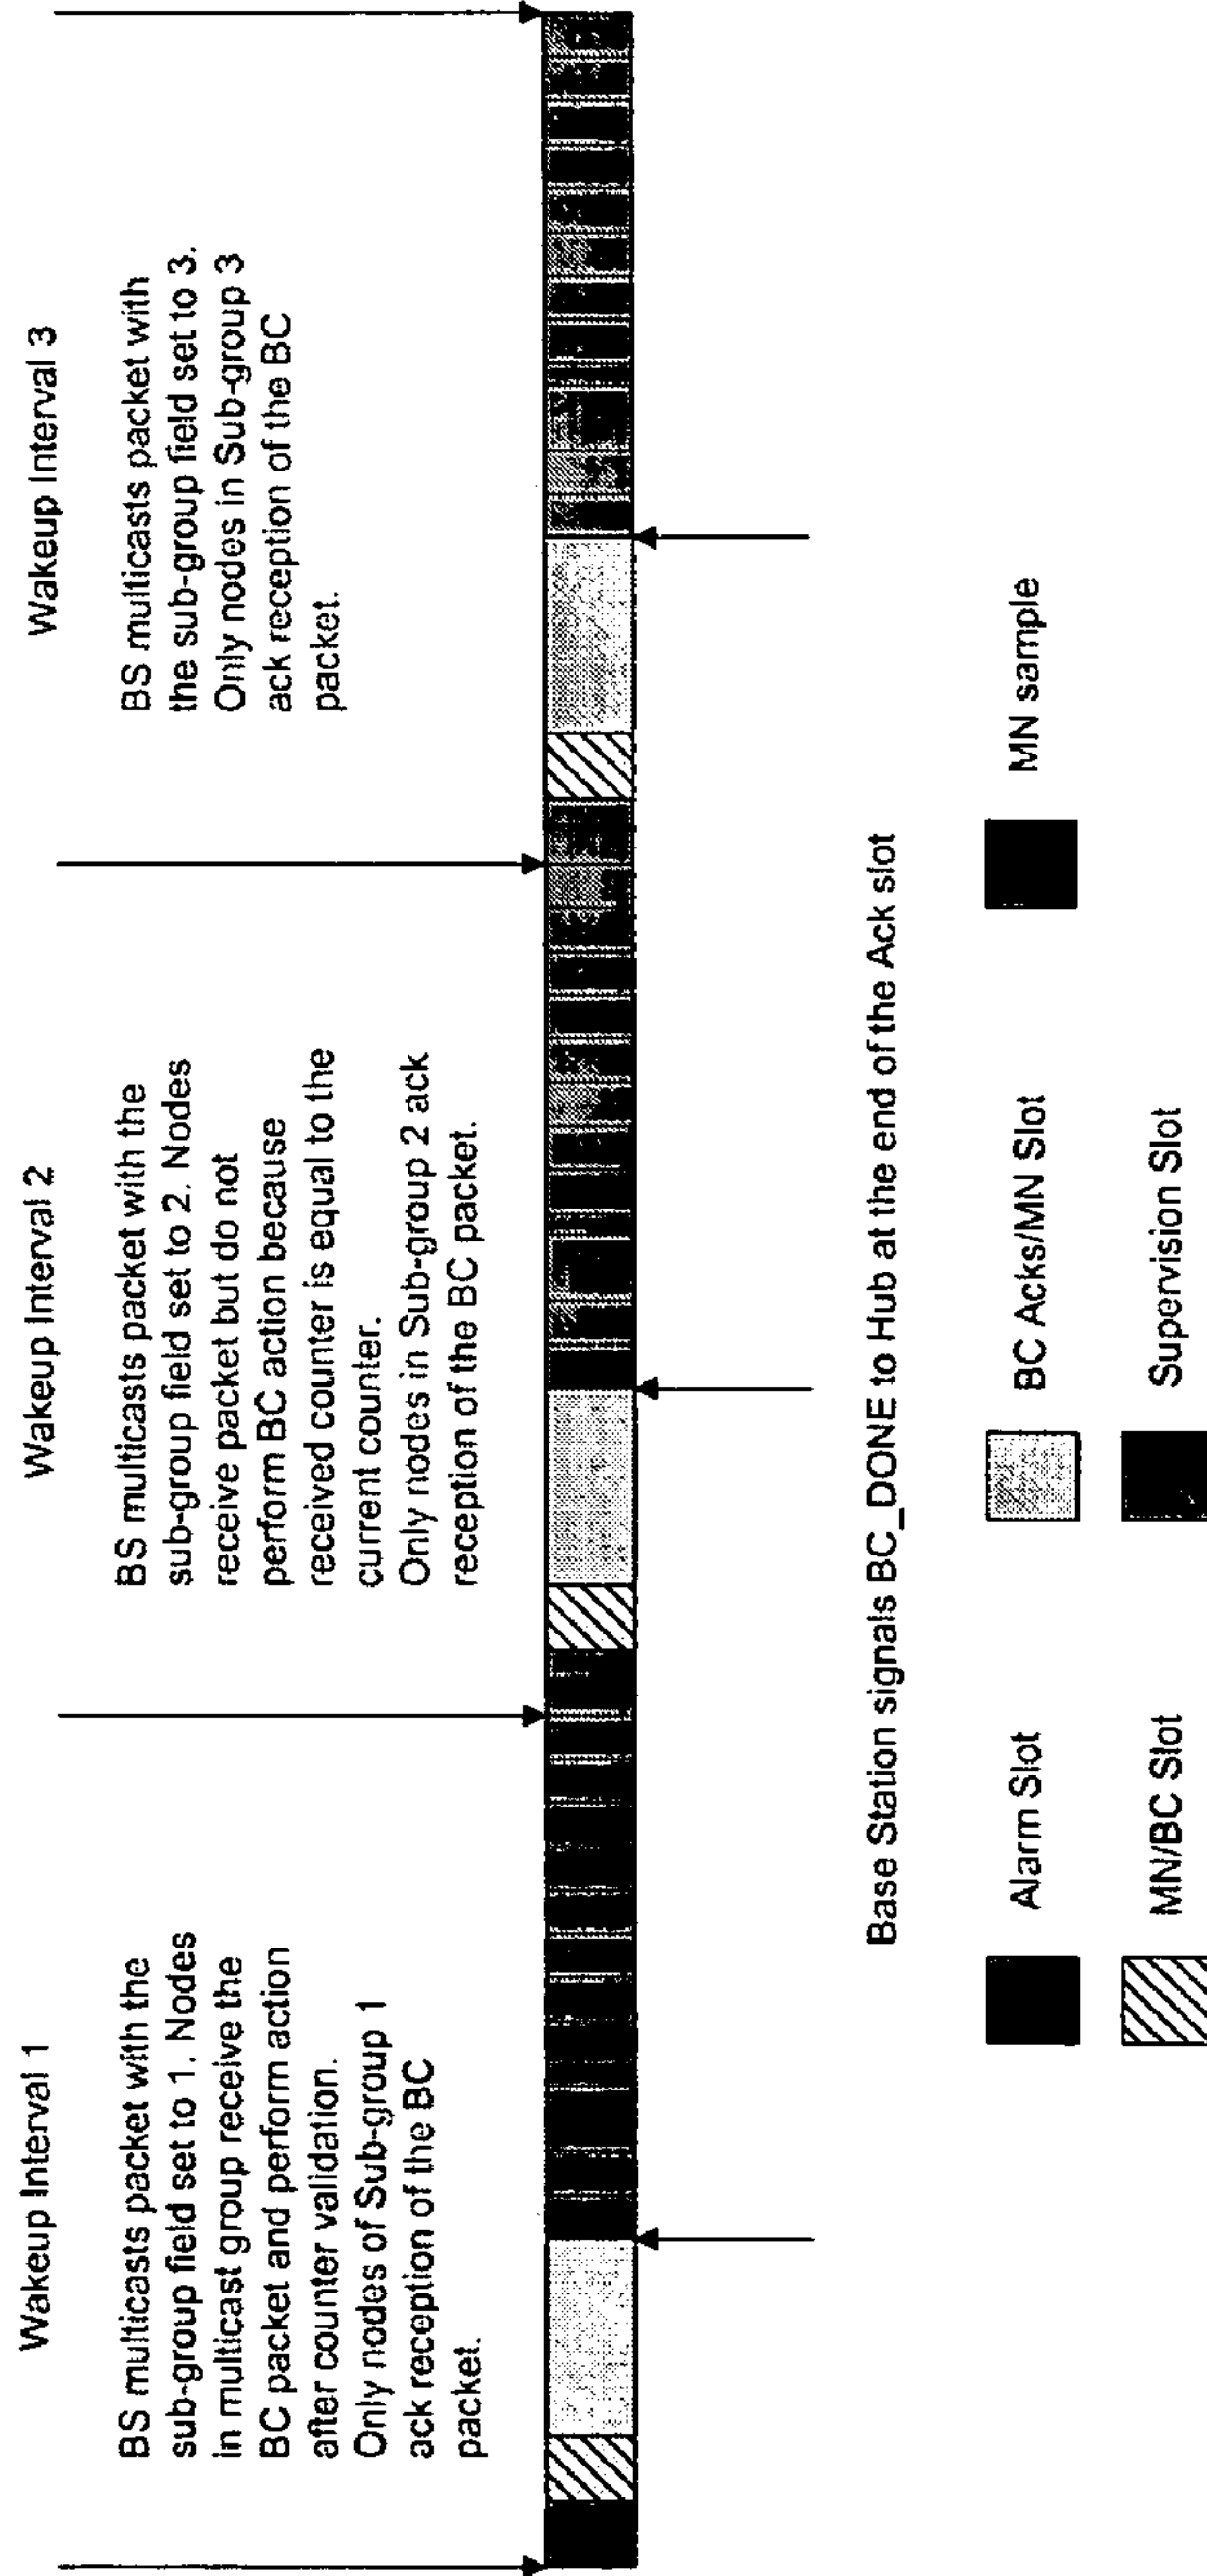 Wakeup Interval 1
BS multicasts packet with the
sub-group field set to 1. Nodes
in multicast group receive the
BC packet and perform action
after counter validation.
Only nodes of Sub-group 1
ack reception of the BC
packet.
Wakeup Interval 2
BS multicasts packet with the
sub-group field set to 2. Nodes
receive packet but do not
perform BC action because
received counter is equal to the
current counter.
Only nodes in Sub-group 2 ack
reception of the BC packet.
Wakeup Interval 3
BS multicasts packet with
the sub-group field set to 3.
Only nodes in Sub-group 3
ack reception of the BC
packet.
Base Station signals BC_DONE to Hub at the end of the Ack slot
Alarm Slot
BC Acks/MN Slot
MN sample
MN/BC Slot
Supervision Slot